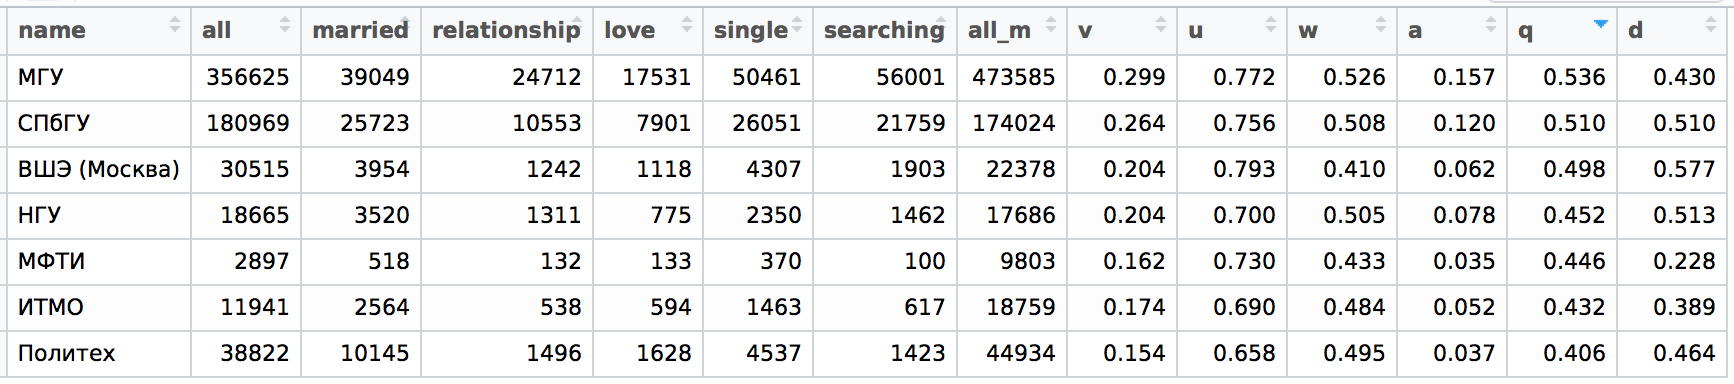 name all married relationship love single searching all_m v u w a q d
МГУ 356625 39049 24712 17531 50461 56001 473585 0.299 0.772 0.526 0.157 0.536 0.430
СПбГУ 180969 25723 10553 7901 26051 21759 174024 0.264 0.756 0.508 0.120 0.510 0.510
ВШЭ (Москва) 30515 3954 1242 1118 4307 1903 22378 0.204 0.793 0.410 0.062 0.498 0.577
НГУ 18665 3520 1311 775 2350 1462 17686 0.204 0.700 0.505 0.078 0.452 0.513
МФТИ 2897 518 132 133 370 100 9803 0.162 0.730 0.433 0.035 0.446 0.228
ИТМО 11941 2564 538 594 1463 617 18759 0.174 0.690 0.484 0.052 0.432 0.389
Политех 38822 10145 1496 1628 4537 1423 44934 0.154 0.658 0.495 0.037 0.406 0.464